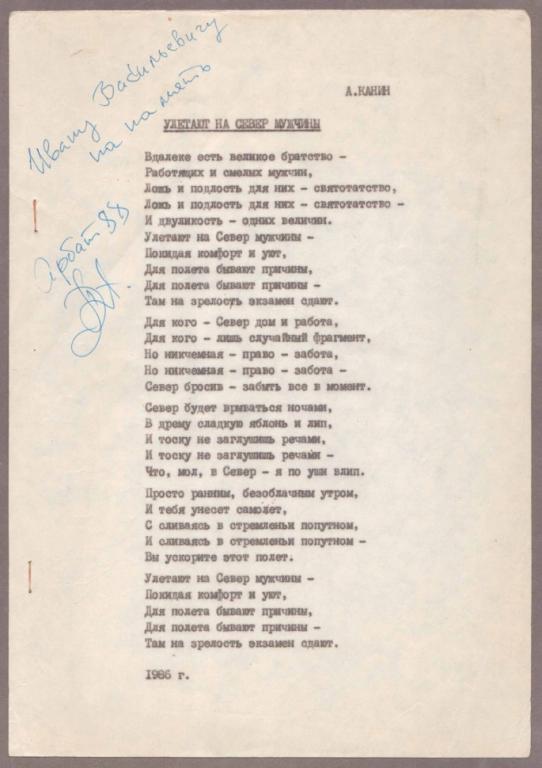 Ивану Васильевичу
на память
Арбат 88
А.КАНИН
УЛЕТАЮТ НА СЕВЕР МУЖЧИНЫ
Вдалеке есть великое братство -
Работящих и смелых мужчин,
Ложь и подлость для них - святотатство,
Ложь и подлость для них - святотатство -
И двуликость - одних величин.
Улетают на Север мужчины -
Покидая комфорт и уют,
Для полета бывают причины,
Для полета бывают причины -
Там на зрелость экзамен сдают.
Для кого - Север дом и работа,
Для кого - лишь случайный фрагмент,
Но никчемная - право - забота,
Но никчемная - право - забота -
Север бросив - забыть все в момент.
Север будет врываться ночами,
В дрему сладкую яблонь и лип,
И тоску не заглушишь речами,
И тоску не заглушишь речами -
Что, мол, в Север - я по уши влип.
Просто ранним, безоблачным утром,
И тебя унесет самолет,
С сливаясь в стремленьи попутном,
И сливаясь в стремленьи попутном -
Вы ускорите этот полет.
Улетают на Север мужчины -
Покидая комфорт и уют,
Для полета бывают причины,
Для полета бывают причины -
Там на зрелость экзамен сдают.
1986 г.